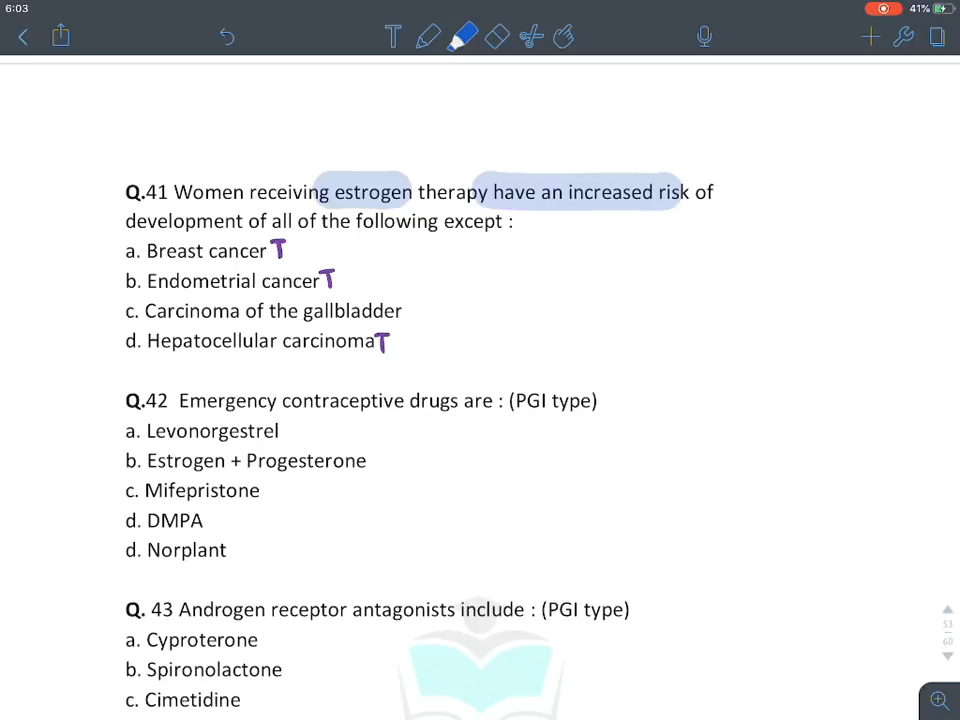 6:03
41%
T
Q.41 Women receiving estrogen therapy have an increased risk of
development of all of the following except :
a. Breast cancer T
b. Endometrial cancer T
c. Carcinoma of the gallbladder
d. Hepatocellular carcinoma T
Q.42 Emergency contraceptive drugs are : (PGI type)
a. Levonorgestrel
b. Estrogen + Progesterone
c. Mifepristone
d. DMPA
d. Norplant
Q. 43 Androgen receptor antagonists include : (PGI type)
a. Cyproterone
b. Spironolactone
c. Cimetidine
53
60